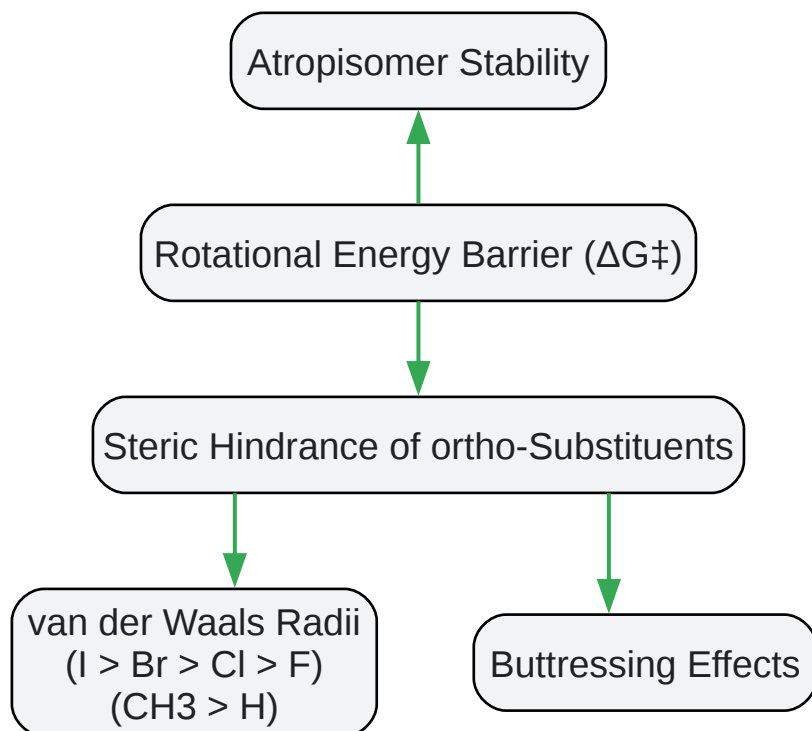 Atropisomer Stability
Rotational Energy Barrier (ΔG‡)
Steric Hindrance of ortho-Substituents
van der Waals Radii
(I > Br > Cl > F)
(CH3 > H)
Buttressing Effects